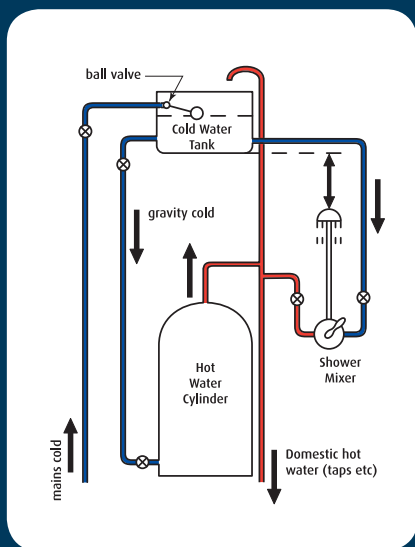 ball valve
Cold Water
Tank
gravity cold
Hot
Water
Cylinder
Shower
Mixer
mains cold
Domestic hot
water (taps etc)